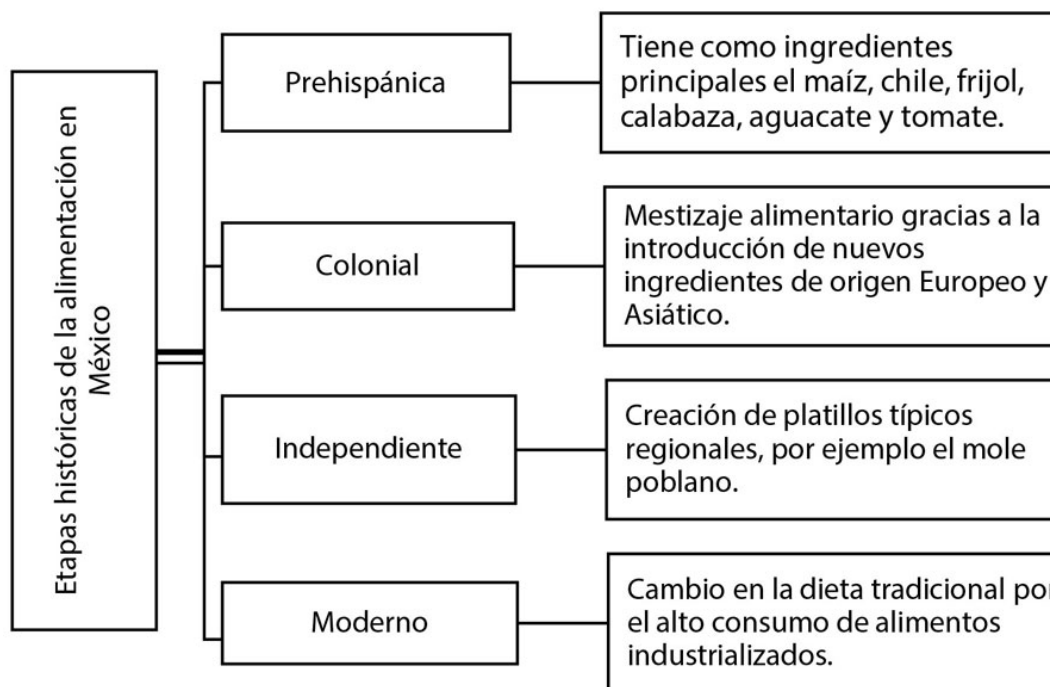 Etapas históricas de la alimentación en
México
Prehispánica
Tiene como ingredientes
principales el maíz, chile, frijol,
calabaza, aguacate y tomate.
Colonial
Mestizaje alimentario gracias a la
introducción de nuevos
ingredientes de origen Europeo y
Asiático.
Independiente
Creación de platillos típicos
regionales, por ejemplo el mole
poblano.
Moderno
Cambio en la dieta tradicional por
el alto consumo de alimentos
industrializados.